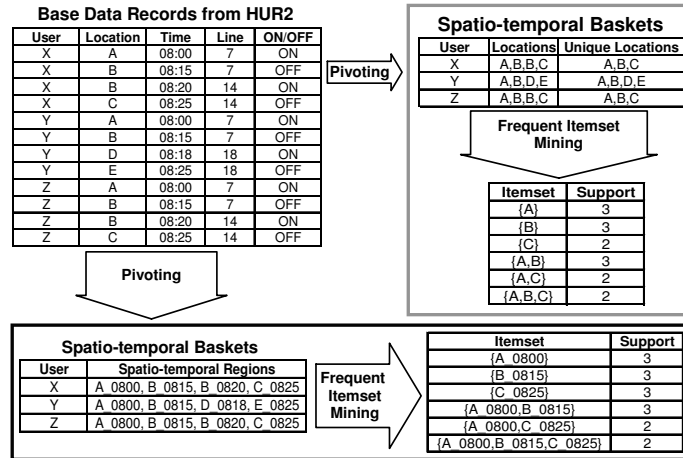 Base Data Records from HUR2
User Location Time Line ON/OFF
X A 08:00 7 ON
X B 08:15 7 OFF
X B 08:20 14 ON
X C 08:25 14 OFF
Y A 08:00 7 ON
Y B 08:15 7 OFF
Y D 08:18 18 ON
Y E 08:25 18 OFF
Z A 08:00 7 ON
Z B 08:15 7 OFF
Z B 08:20 14 ON
Z C 08:25 14 OFF
Pivoting
Spatio-temporal Baskets
User Locations Unique Locations
X A,B,B,C A,B,C
Y A,B,D,E A,B,D,E
Z A,B,B,C A,B,C
Frequent Itemset
Mining
Itemset Support
{A} 3
{B} 3
{C} 2
{A,B} 3
{A,C} 2
{A,B,C} 2
Pivoting
Spatio-temporal Baskets
User Spatio-temporal Regions
X A_0800, B_0815, B_0820, C_0825
Y A_0800, B_0815, D_0818, E_0825
Z A_0800, B_0815, B_0820, C_0825
Frequent
Itemset
Mining
Itemset Support
{A_0800} 3
{B_0815} 3
{C_0825} 3
{A_0800,B_0815} 3
{A_0800,C_0825} 2
{A_0800,B_0815,C_0825} 2